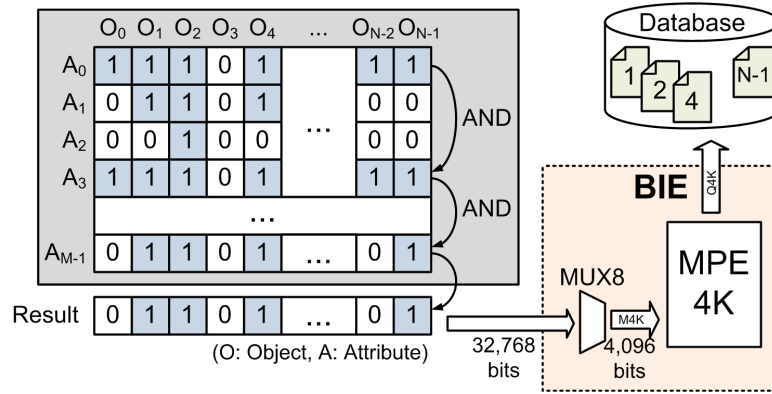 O0 O1 O2 O3 O4 ... ON-2 ON-1
A0 1 1 1 0 1 1 1
A1 0 1 1 0 1 0 0
A2 0 0 1 0 0 ... 0 0
A3 1 1 1 0 1 1 1
...
AM-1 0 1 1 0 1 ... 0 1
AND
AND
Result 0 1 1 0 1 ... 0 1
(O: Object, A: Attribute)
32,768
bits
Database
1
2
4
N-1
Q4K
BIE
MUX8
M4K
4,096
bits
MPE
4K